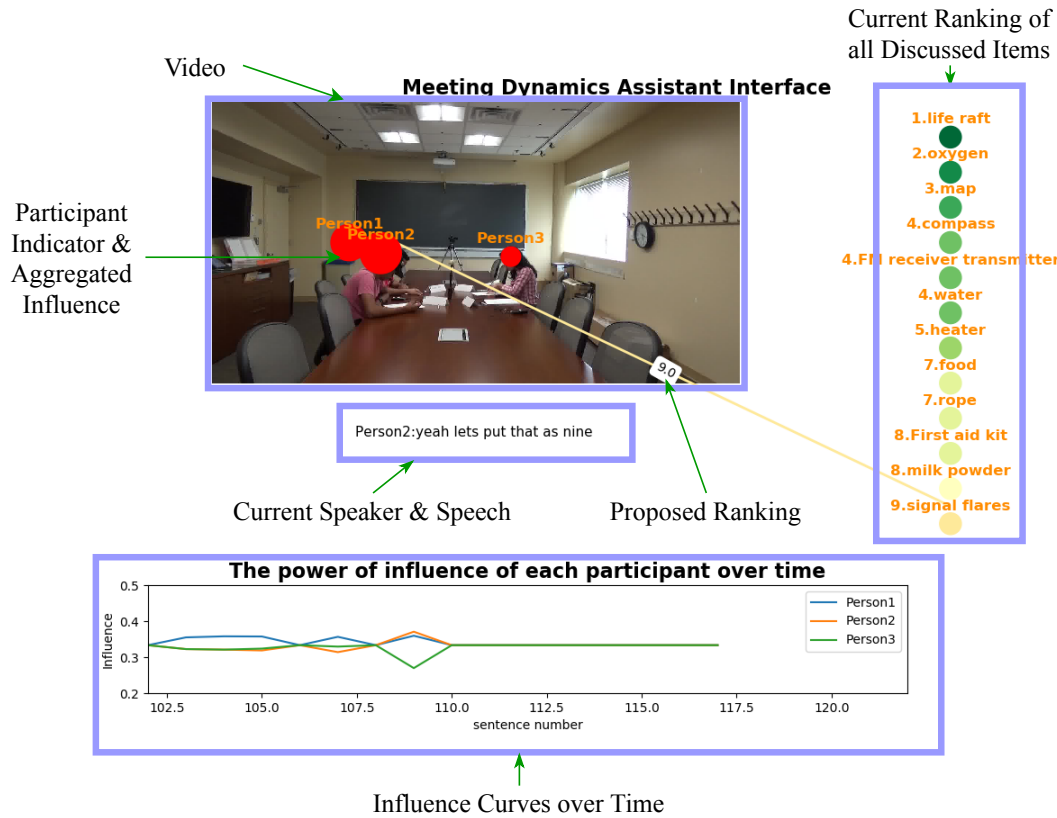 Current Ranking of
all Discussed Items
Video
Meeting Dynamics Assistant Interface
1.life raft
2.oxygen
3.map
4.compass
4.FM receiver transmitter
4.water
5.heater
7.food
7.rope
8.First aid kit
8.milk powder
9.signal flares
Participant
Indicator &
Aggregated
Influence
Person1
Person2
Person3
9.0
Person2:yeah lets put that as nine
Current Speaker & Speech
Proposed Ranking
The power of influence of each participant over time
Influence
0.5
0.4
0.3
0.2
Person1
Person2
Person3
102.5 105.0 107.5 110.0 112.5 115.0 117.5 120.0
sentence number
Influence Curves over Time